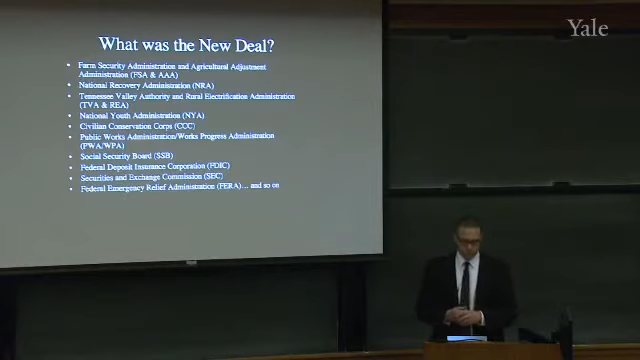 Yale
What was the New Deal?
• Farm Security Administration and Agricultural Adjustment
Administration (FSA & AAA)
• National Recovery Administration (NRA)
• Tennessee Valley Authority and Rural Electrification Administration
(TVA & REA)
• National Youth Administration (NYA)
• Civilian Conservation Corps (CCC)
• Public Works Administration/Works Progress Administration
(PWA/WPA)
• Social Security Board (SSB)
• Federal Deposit Insurance Corporation (FDIC)
• Securities and Exchange Commission (SEC)
• Federal Emergency Relief Administration (FERA)... and so on